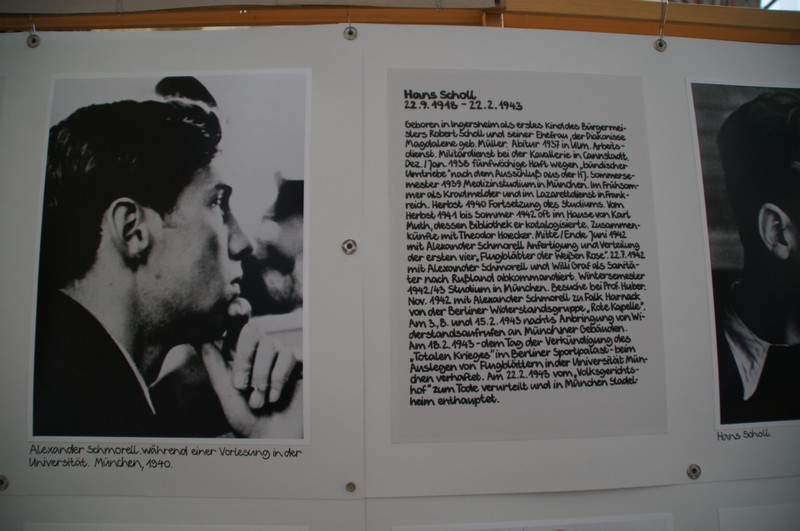 Alexander Schmorell während einer Vorlesung in der
Universität. München, 1940.
Hans Scholl
22.9.1918 - 22.2.1943
Geboren in Ingersheim als erstes Kind des Bürgermei-
sters Robert Scholl und seiner Ehefrau, der Diakonisse
Magdalene geb. Müller. Abitur 1937 in Ulm. Arbeits-
dienst. Militärdienst bei der Kavallerie in Cannstadt.
Dez./Jan. 1938 fünfwöchige Haft wegen „bündischer
Umtriebe" nach dem Ausschluß aus der HJ. Sommerse-
mester 1939 Medizinstudium in München. Im Frühsom-
mer als Kradmelder und im Lazarettdienst in Frank-
reich. Herbst 1940 Fortsetzung des Studiums. Vom
Herbst 1941 bis Sommer 1942 oft im Hause von Karl
Muth, dessen Bibliothek er katalogisierte. Zusammen-
künfte mit Theodor Haecker. Mitte/Ende Juni 1942
mit Alexander Schmorell Anfertigung und Verteilung
der ersten vier „Flugblätter der Weißen Rose". 22.7.1942
mit Alexander Schmorell und Willi Graf als Sanitä-
ter nach Rußland abkommandiert. Wintersemester
1942/43 Studium in München. Besuche bei Prof. Huber.
Nov. 1942 mit Alexander Schmorell zu Falk Harnack
von der Berliner Widerstandsgruppe „Rote Kapelle".
Am 3., 8. und 15.2.1943 nachts Anbringung von Wi-
derstandsaufrufen an Münchner Gebäuden.
Am 18.2.1943 - dem Tag der Verkündigung des
„Totalen Krieges" im Berliner Sportpalast - beim
Auslegen von Flugblättern in der Universität Mün-
chen verhaftet. Am 22.2.1943 vom „Volksgerichts-
hof" zum Tode verurteilt und in München Stadel-
heim enthauptet.
Hans Scholl